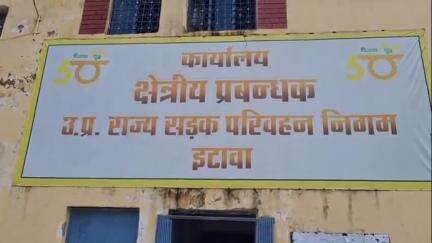 कार्यालय
क्षेत्रीय प्रबन्धक
उ.प्र. राज्य सड़क परिवहन निगम
इटावा